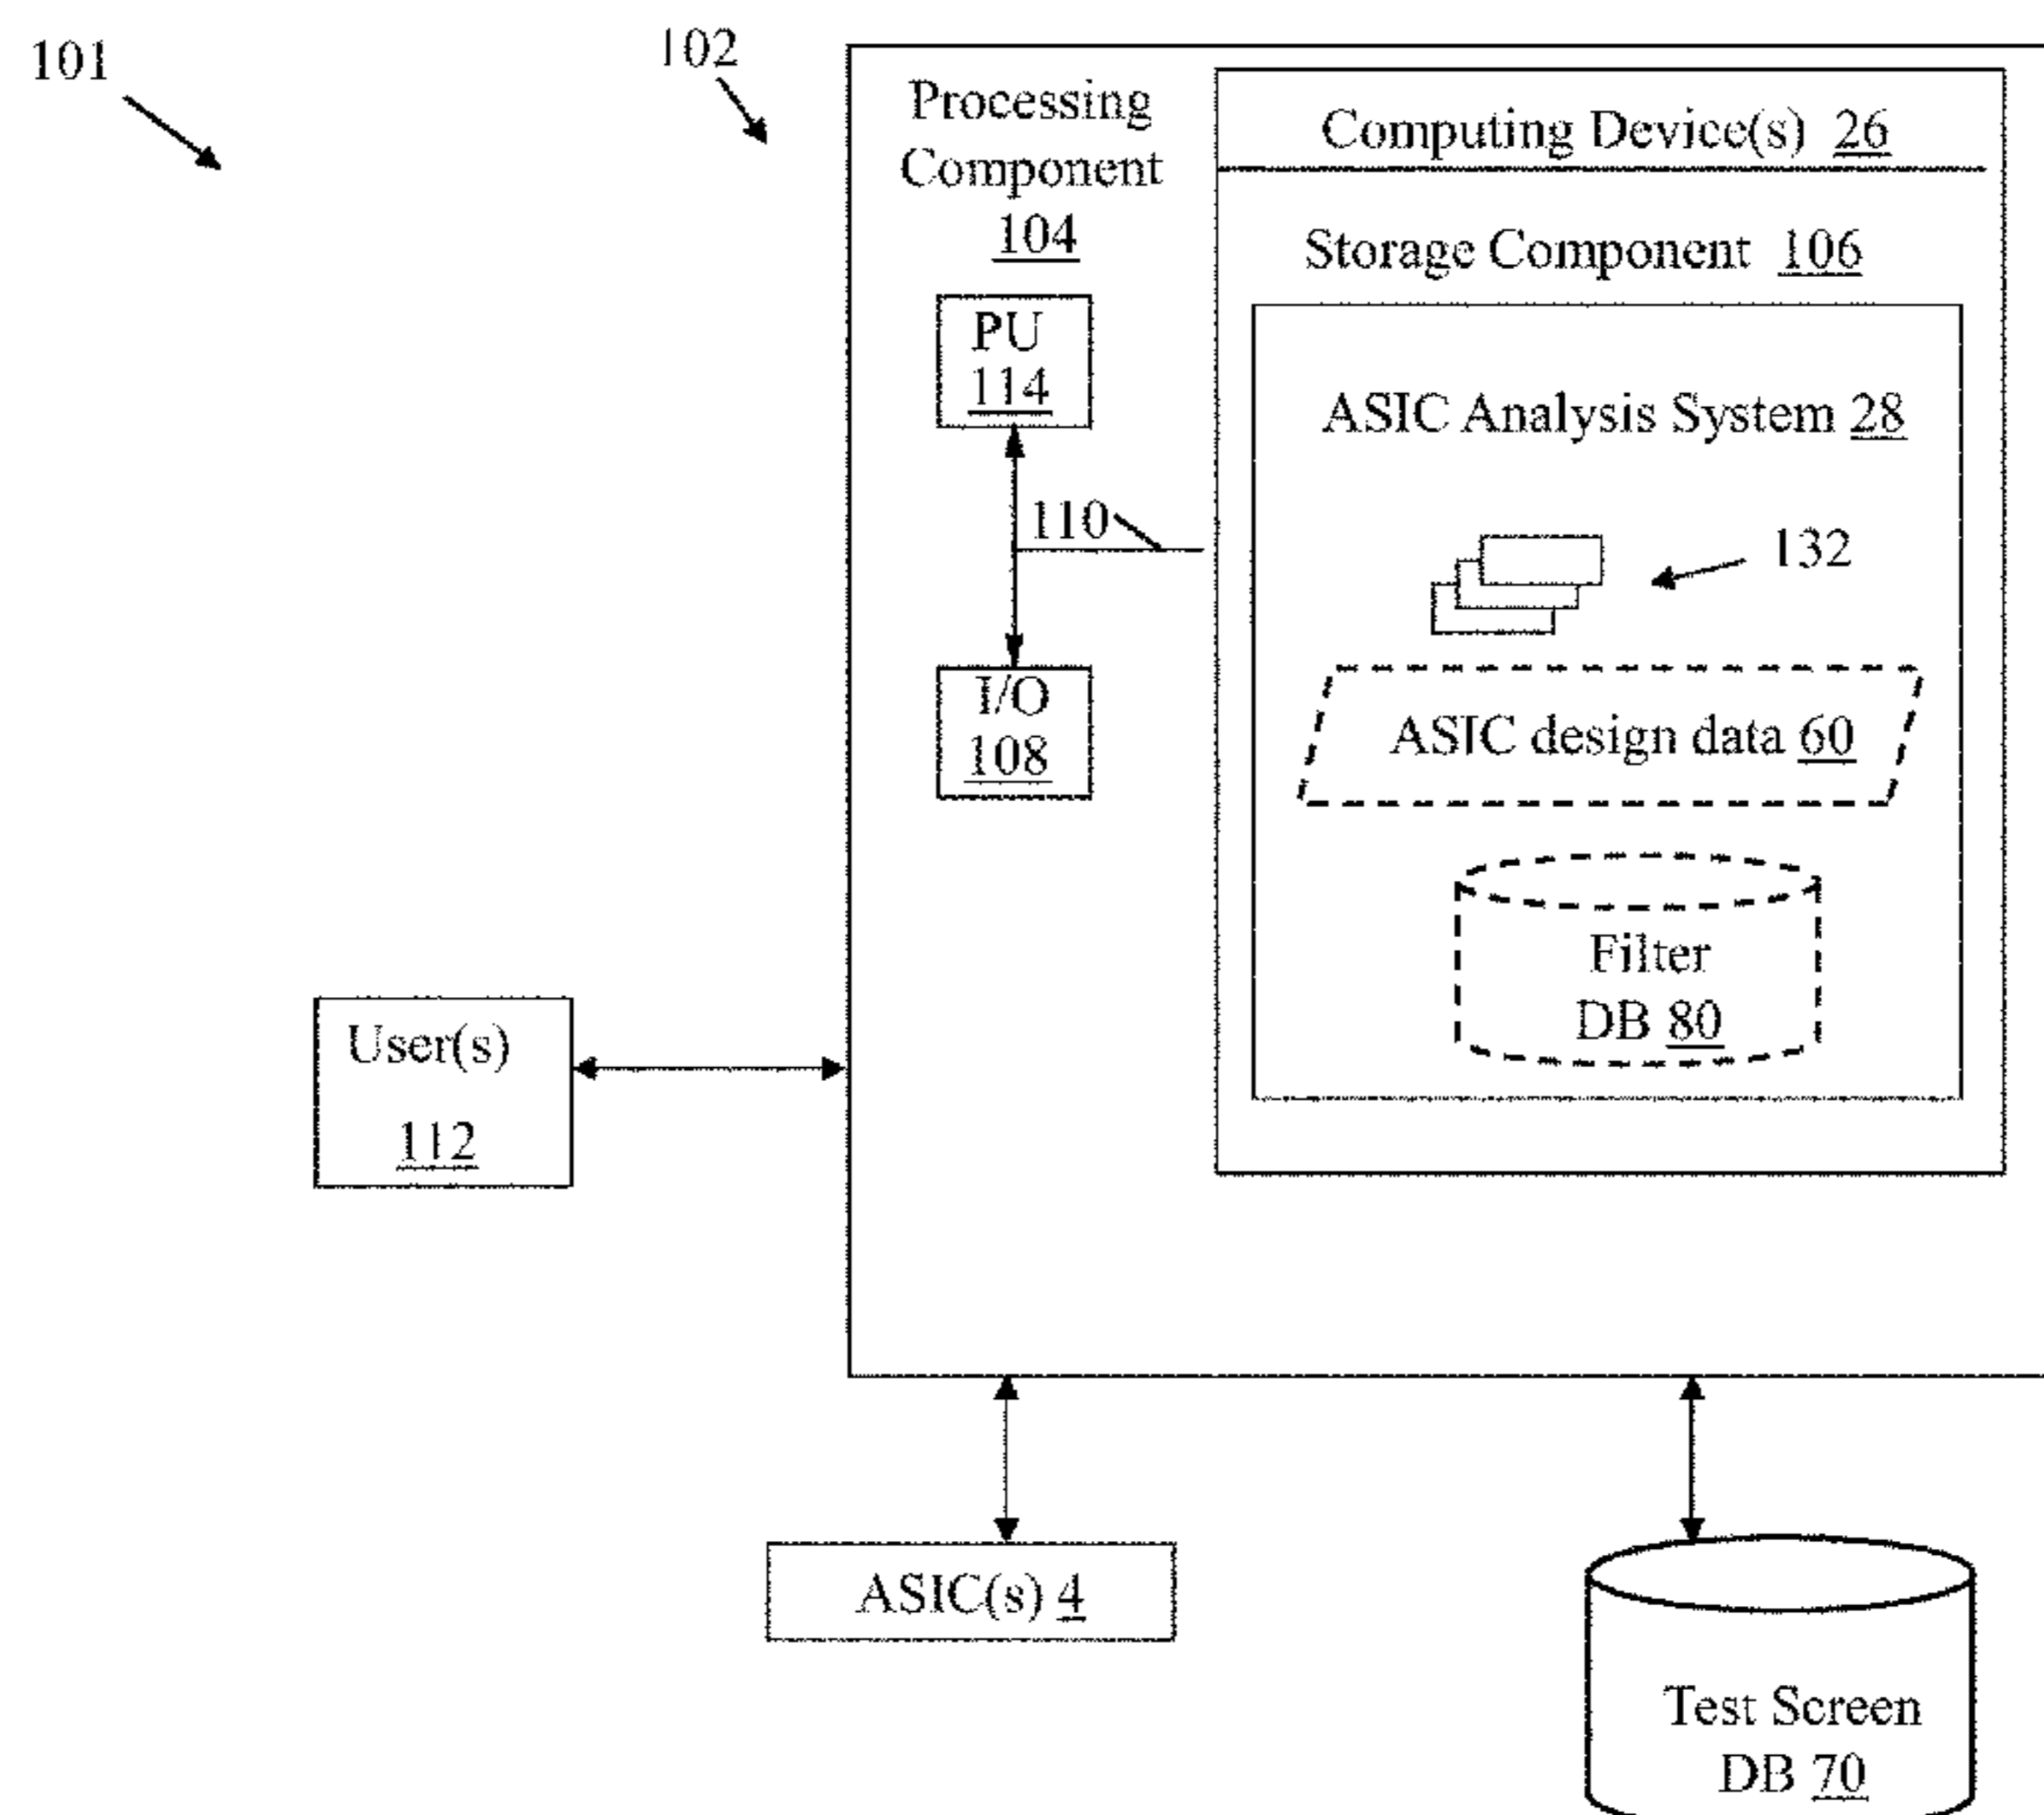 101
102
Processing
Component
104
Computing Device(s) 26
Storage Component 106
PU
114
ASIC Analysis System 28
110
132
I/O
108
ASIC design data 60
Filter
DB 80
User(s)
112
ASIC(s) 4
Test Screen
DB 70